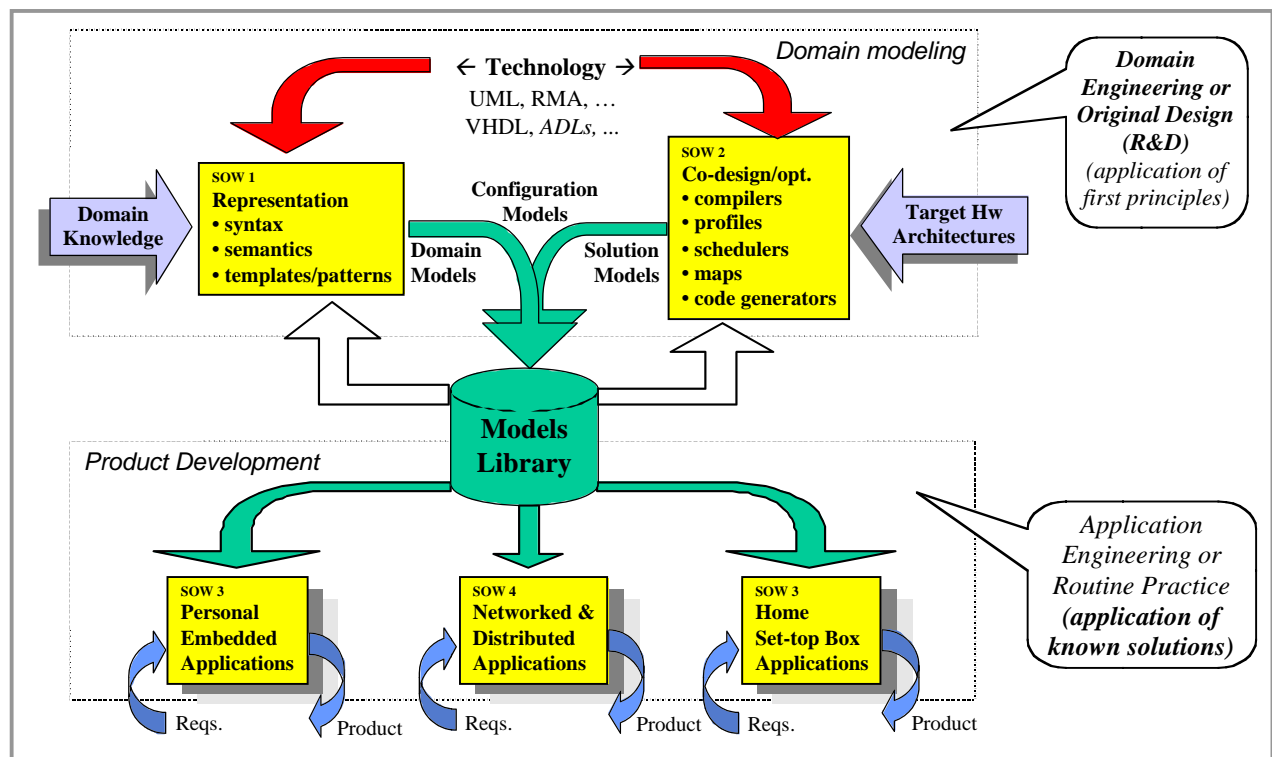 Domain modeling
← Technology →
UML, RMA, …
VHDL, ADLs, ...
Domain
Engineering or
Original Design
(R&D)
(application of
first principles)
Domain
Knowledge
SOW 1
Representation
• syntax
• semantics
• templates/patterns
Configuration
Models
Domain
Models
Solution
Models
SOW 2
Co-design/opt.
• compilers
• profiles
• schedulers
• maps
• code generators
Target Hw
Architectures
Models
Library
Product Development
Application
Engineering or
Routine Practice
(application of
known solutions)
SOW 3
Personal
Embedded
Applications
Reqs.
Product
SOW 4
Networked &
Distributed
Applications
Reqs.
Product
SOW 3
Home
Set-top Box
Applications
Reqs.
Product